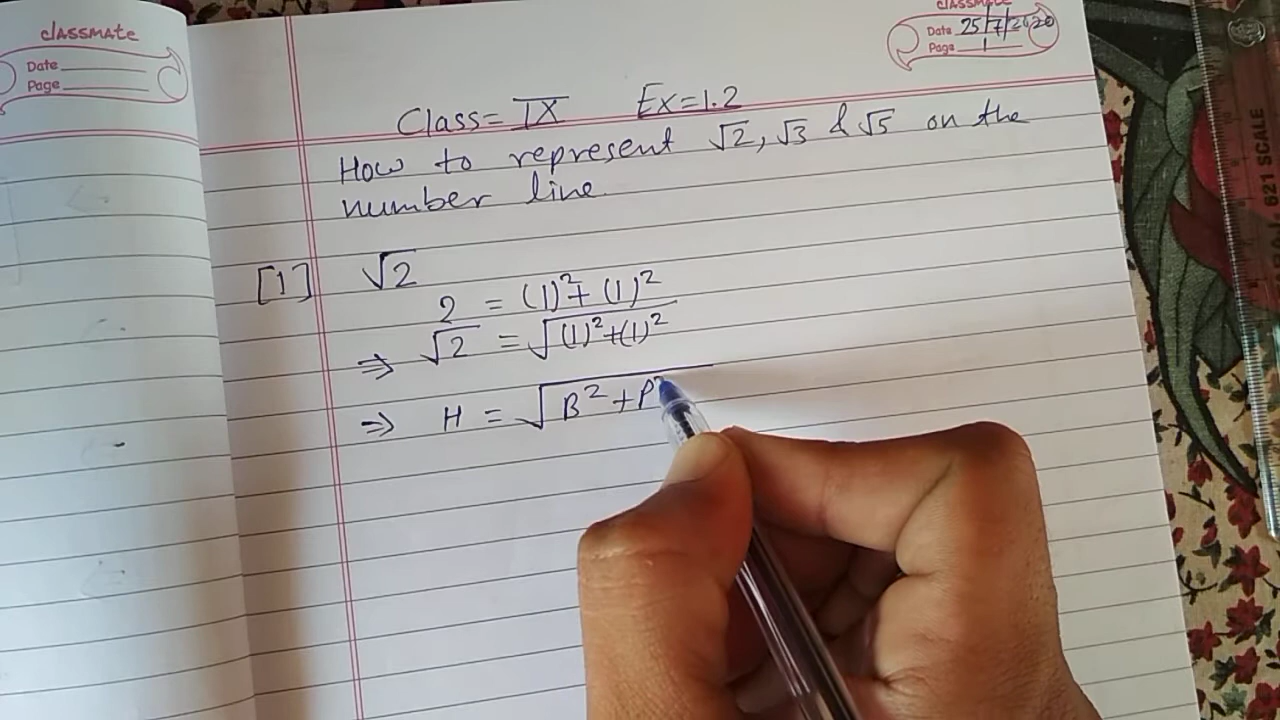 classmate
Date
Page
classmate
Date 25/7/2020
Page 1
Class = IX Ex = 1.2
How to represent √2, √3 & √5 on the
number line.
[1] √2
2 = (1)²+ (1)²
⇒ √2 = √(1)²+(1)²
⇒ H = √B²+P²
621 SCALE